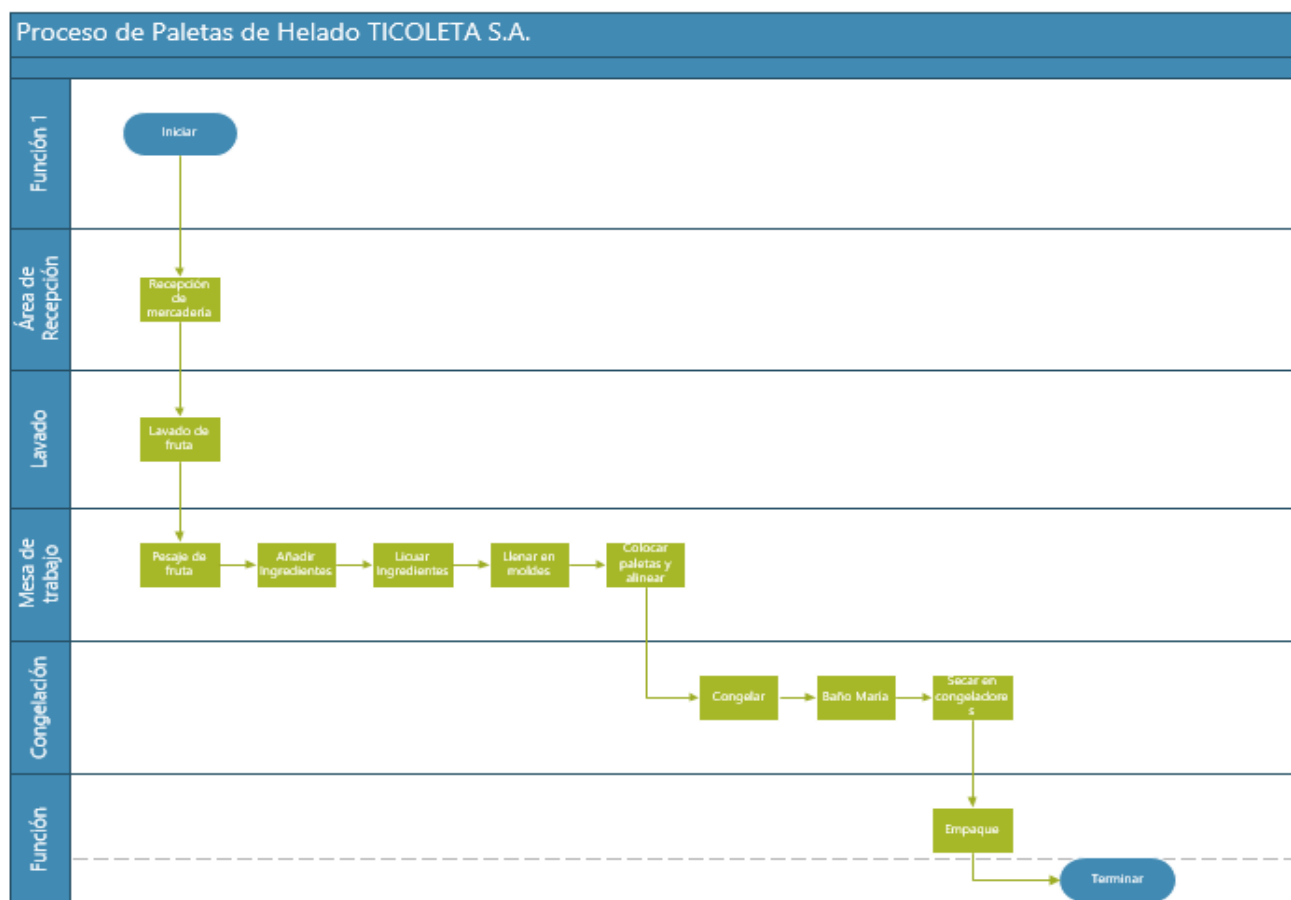 Proceso de Paletas de Helado TICOLETA S.A.
Función 1
Iniciar
Área de
Recepción
Recepción
de
mercaderia
Lavado
Lavado de
fruta
Mesa de
trabajo
Pesaje de
fruta
Añadir
Ingredientes
Licuar
Ingredientes
Llenar en
moldes
Colocar
paletas y
alinear
Congelación
Congelar
Baño Maria
Secar en
congeladore
s
Función
Empaque
Terminar